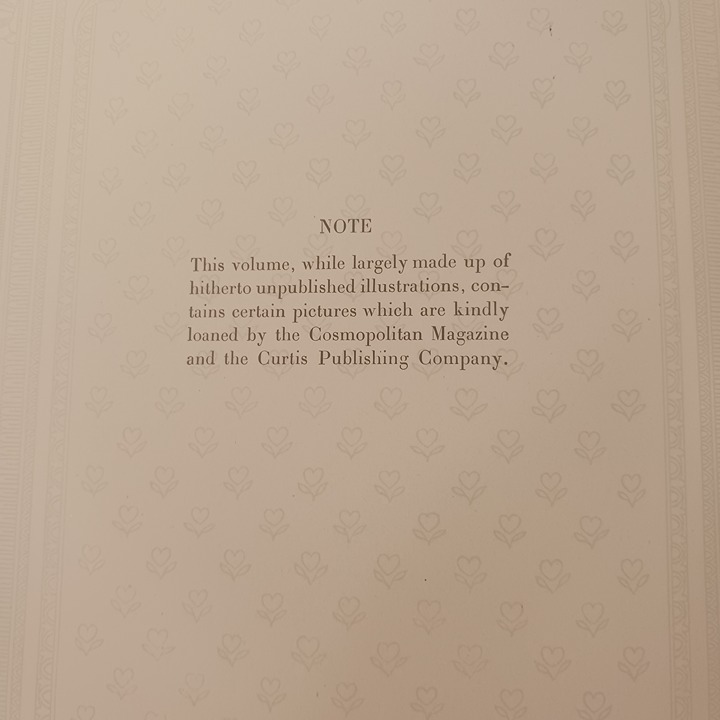 NOTE
This volume, while largely made up of
hitherto unpublished illustrations, con-
tains certain pictures which are kindly
loaned by the Cosmopolitan Magazine
and the Curtis Publishing Company.